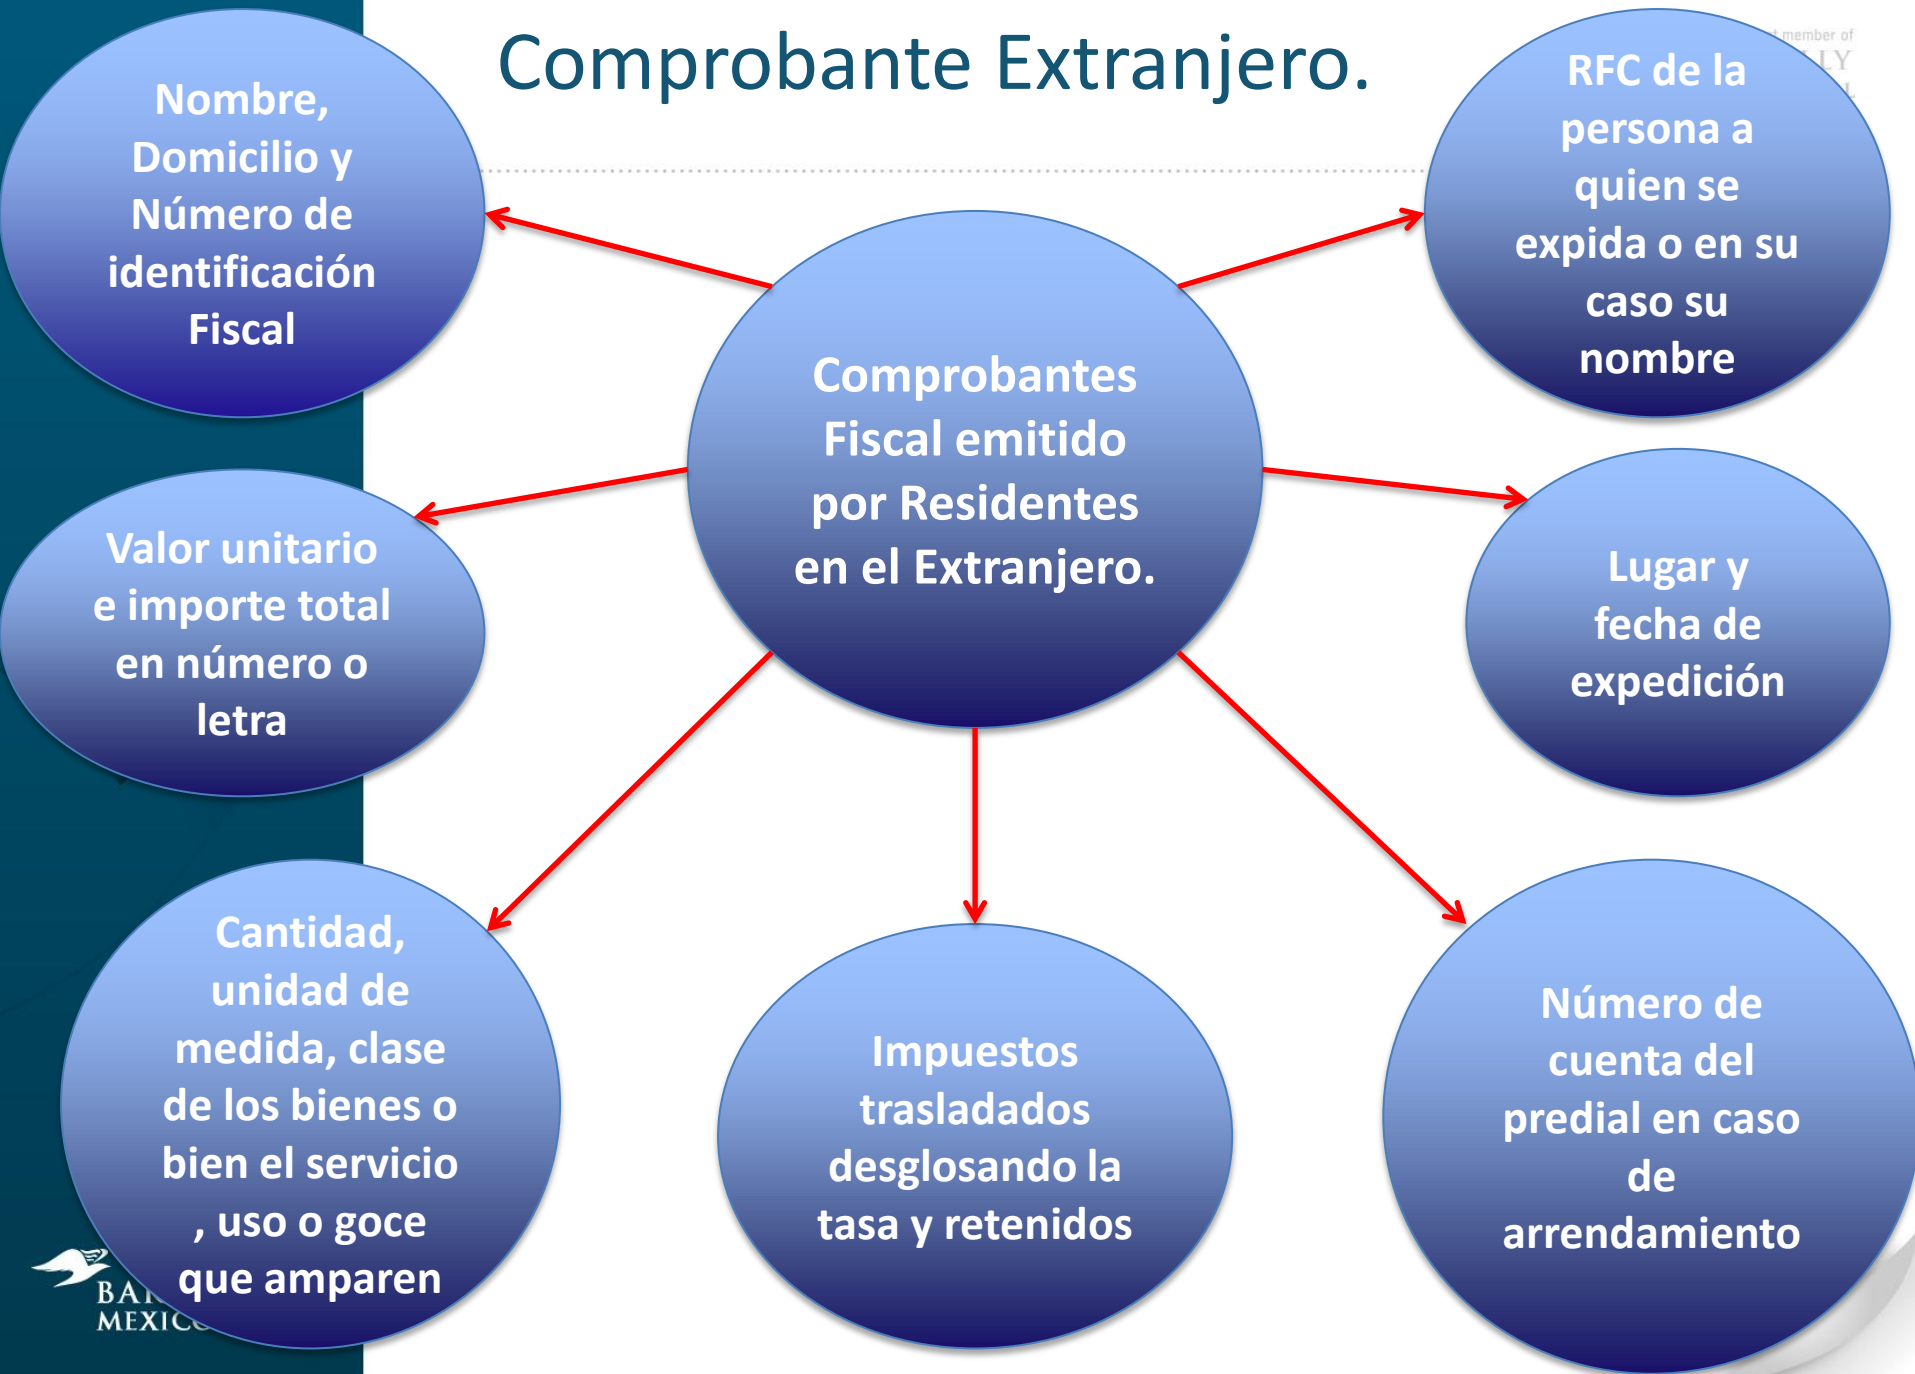 Comprobante Extranjero.
member of
LY
L
Nombre,
Domicilio y
Número de
identificación
Fiscal
RFC de la
persona a
quien se
expida o en su
caso su
nombre
Comprobantes
Fiscal emitido
por Residentes
en el Extranjero.
Valor unitario
e importe total
en número o
letra
Lugar y
fecha de
expedición
Cantidad,
unidad de
medida, clase
de los bienes o
bien el servicio
, uso o goce
que amparen
Impuestos
trasladados
desglosando la
tasa y retenidos
Número de
cuenta del
predial en caso
de
arrendamiento